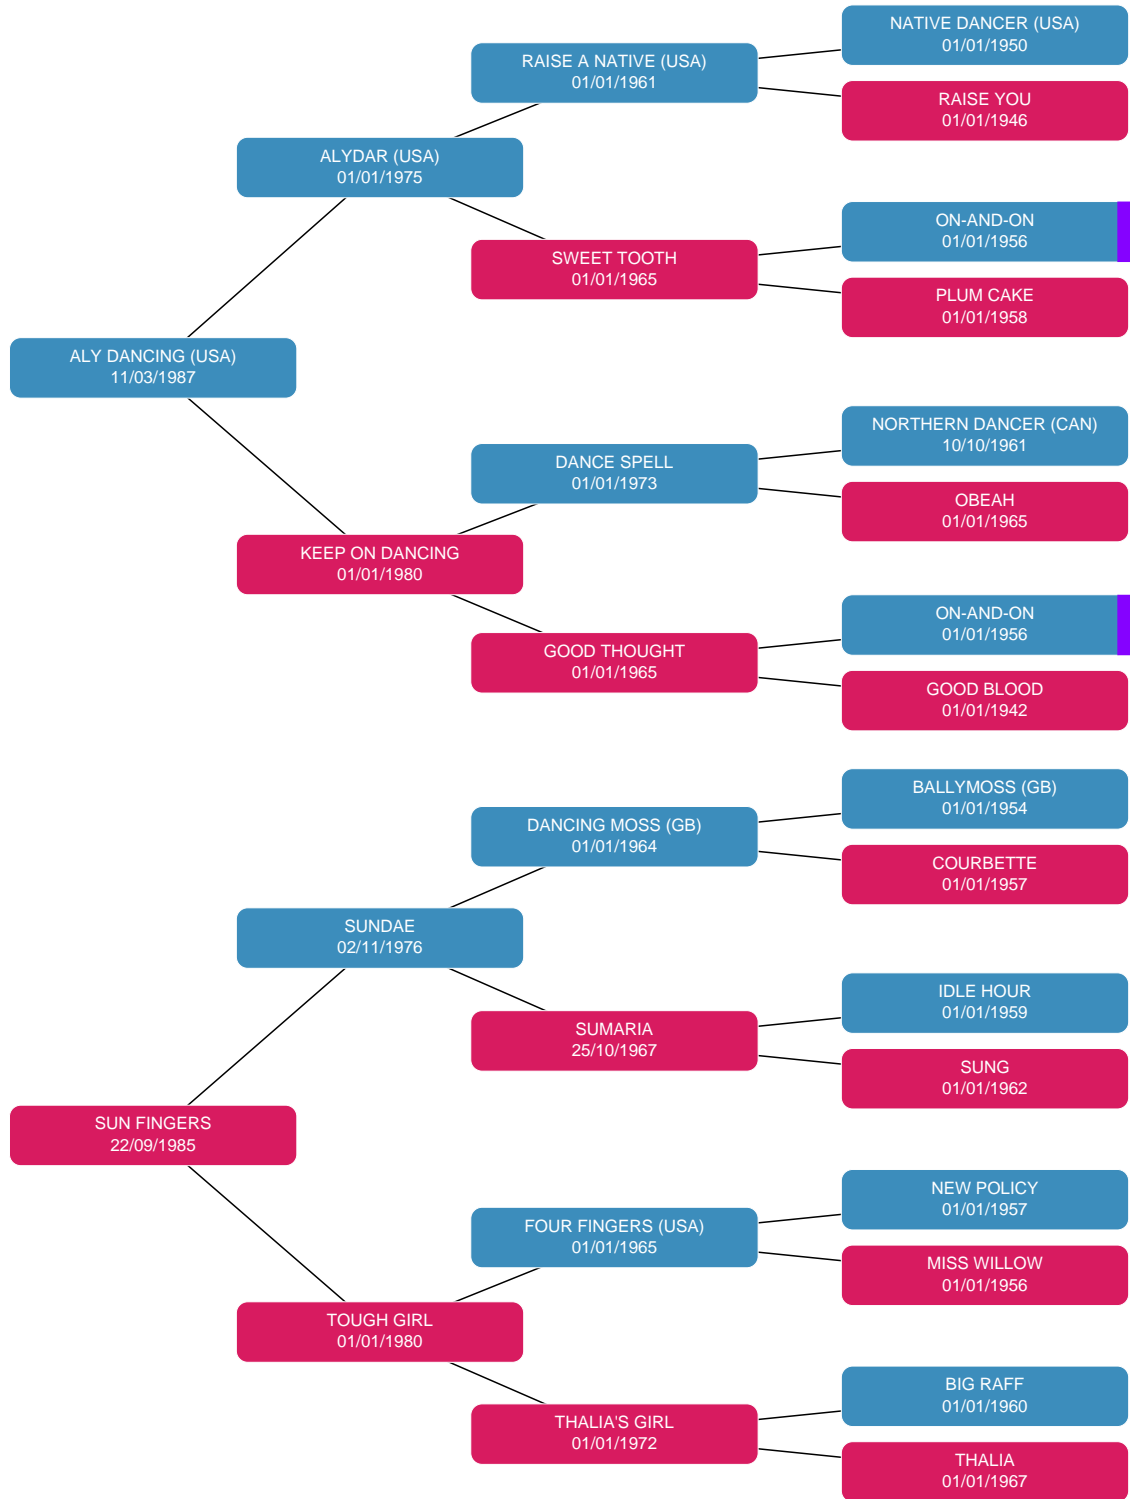 NATIVE DANCER (USA)
01/01/1950
RAISE A NATIVE (USA)
01/01/1961
RAISE YOU
01/01/1946
ALYDAR (USA)
01/01/1975
ON-AND-ON
01/01/1956
SWEET TOOTH
01/01/1965
PLUM CAKE
01/01/1958
ALY DANCING (USA)
11/03/1987
NORTHERN DANCER (CAN)
10/10/1961
DANCE SPELL
01/01/1973
OBEAH
01/01/1965
KEEP ON DANCING
01/01/1980
ON-AND-ON
01/01/1956
GOOD THOUGHT
01/01/1965
GOOD BLOOD
01/01/1942
BALLYMOSS (GB)
01/01/1954
DANCING MOSS (GB)
01/01/1964
COURBETTE
01/01/1957
SUNDAE
02/11/1976
IDLE HOUR
01/01/1959
SUMARIA
25/10/1967
SUNG
01/01/1962
SUN FINGERS
22/09/1985
NEW POLICY
01/01/1957
FOUR FINGERS (USA)
01/01/1965
MISS WILLOW
01/01/1956
TOUGH GIRL
01/01/1980
BIG RAFF
01/01/1960
THALIA'S GIRL
01/01/1972
THALIA
01/01/1967